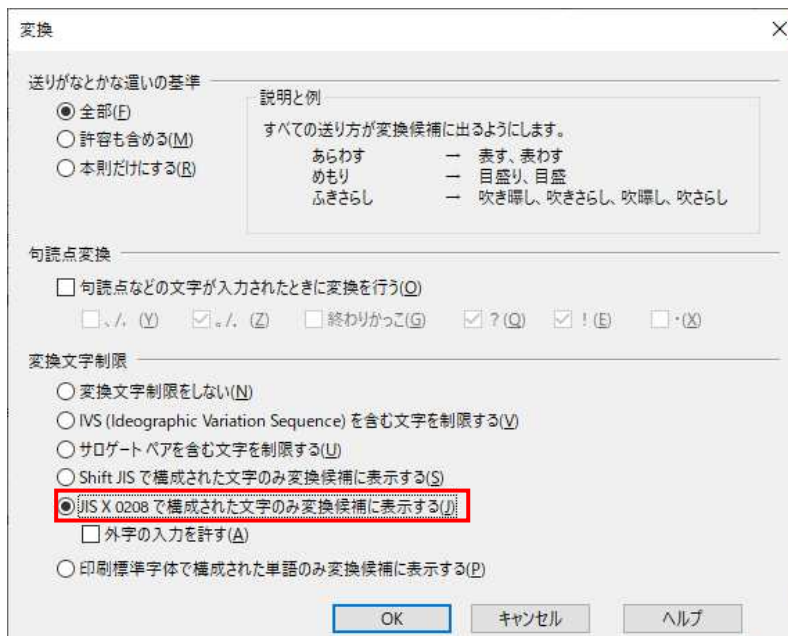 変換
送りがなとかな遣いの基準
全部(F)
許容も含める(M)
本則だけにする(R)
説明と例
すべての送り方が変換候補に出るようにします。
あらわす → 表す、表わす
めもり → 目盛り、目盛
ふきさらし → 吹き曝し、吹きさらし、吹曝し、吹さらし
句読点変換
句読点などの文字が入力されたときに変換を行う(O)
、/， (Y) 。/． (Z) 終わりかっこ(G) ？(Q) ！(E) ・(X)
変換文字制限
変換文字制限をしない(N)
IVS (Ideographic Variation Sequence) を含む文字を制限する(V)
サロゲート ペアを含む文字を制限する(U)
Shift JIS で構成された文字のみ変換候補に表示する(S)
JIS X 0208 で構成された文字のみ変換候補に表示する(J)
外字の入力を許す(A)
印刷標準字体で構成された単語のみ変換候補に表示する(P)
OK キャンセル ヘルプ